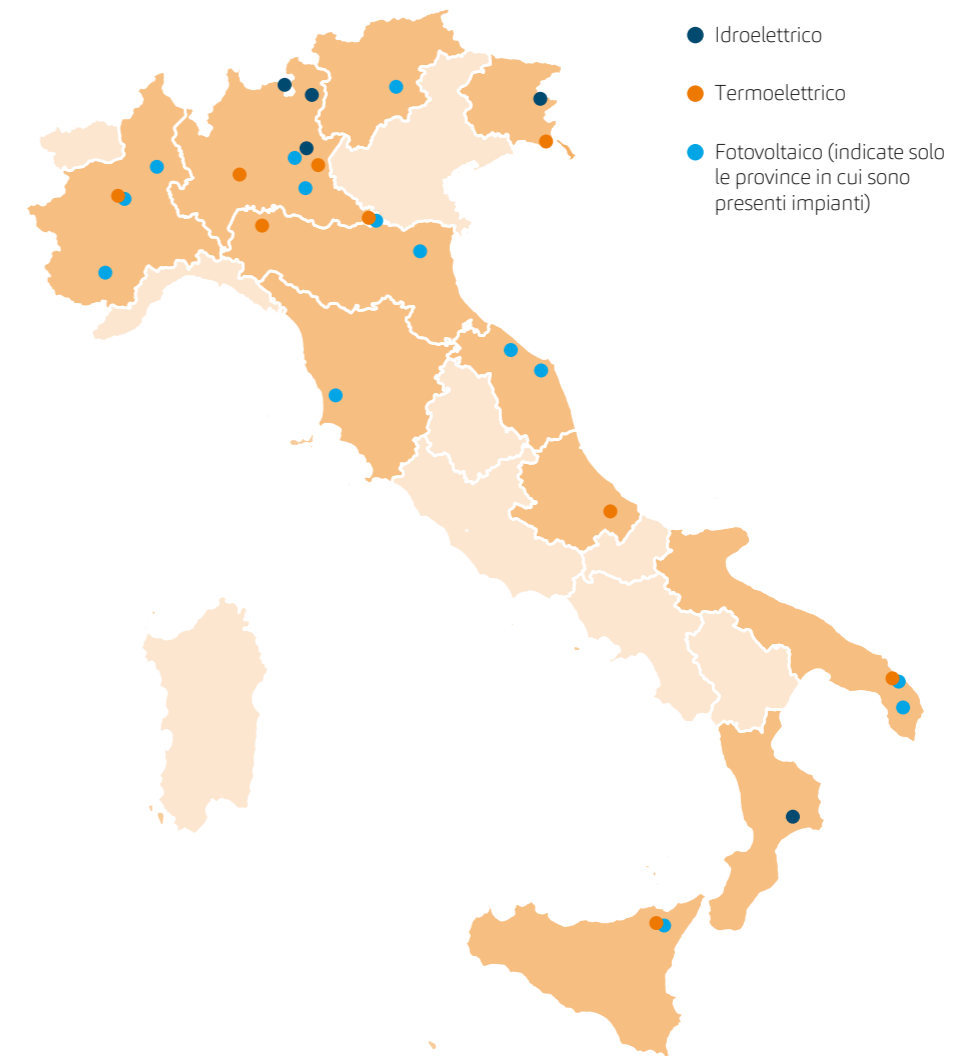 Idroelettrico
Termoelettrico
Fotovoltaico (indicate solo
le province in cui sono
presenti impianti)